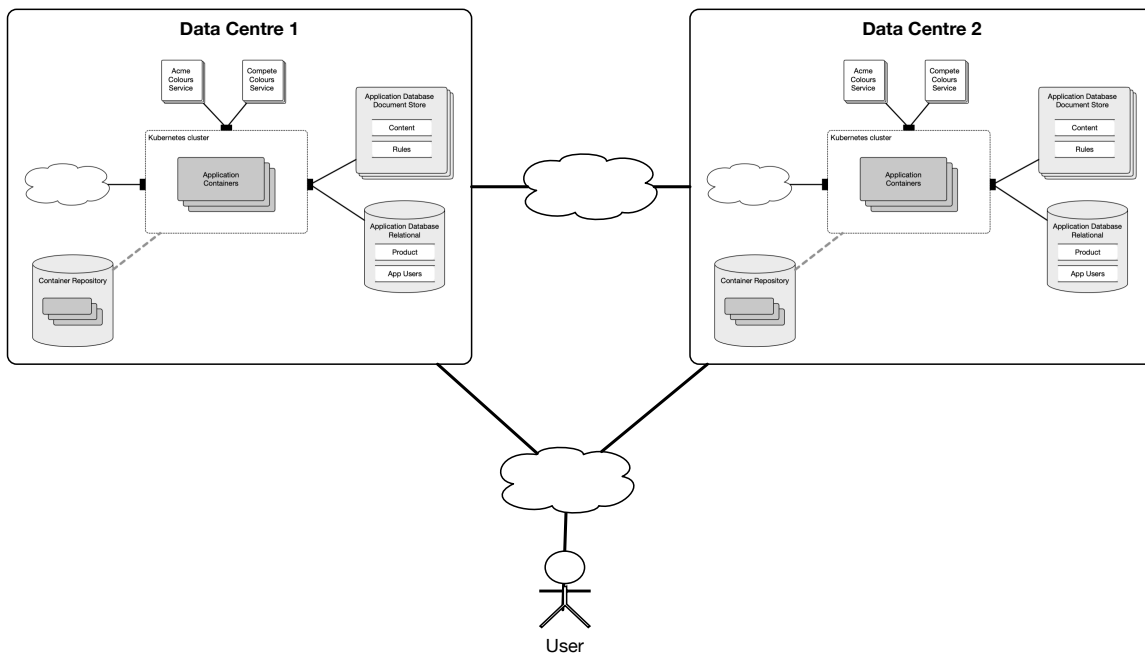 Data Centre 1
Acme
Colours
Service
Compete
Colours
Service
Application Database
Document Store
Content
Rules
Kubernetes cluster
Application
Containers
Application Database
Relational
Product
App Users
Container Repository
Data Centre 2
Acme
Colours
Service
Compete
Colours
Service
Application Database
Document Store
Content
Rules
Kubernetes cluster
Application
Containers
Application Database
Relational
Product
App Users
Container Repository
User